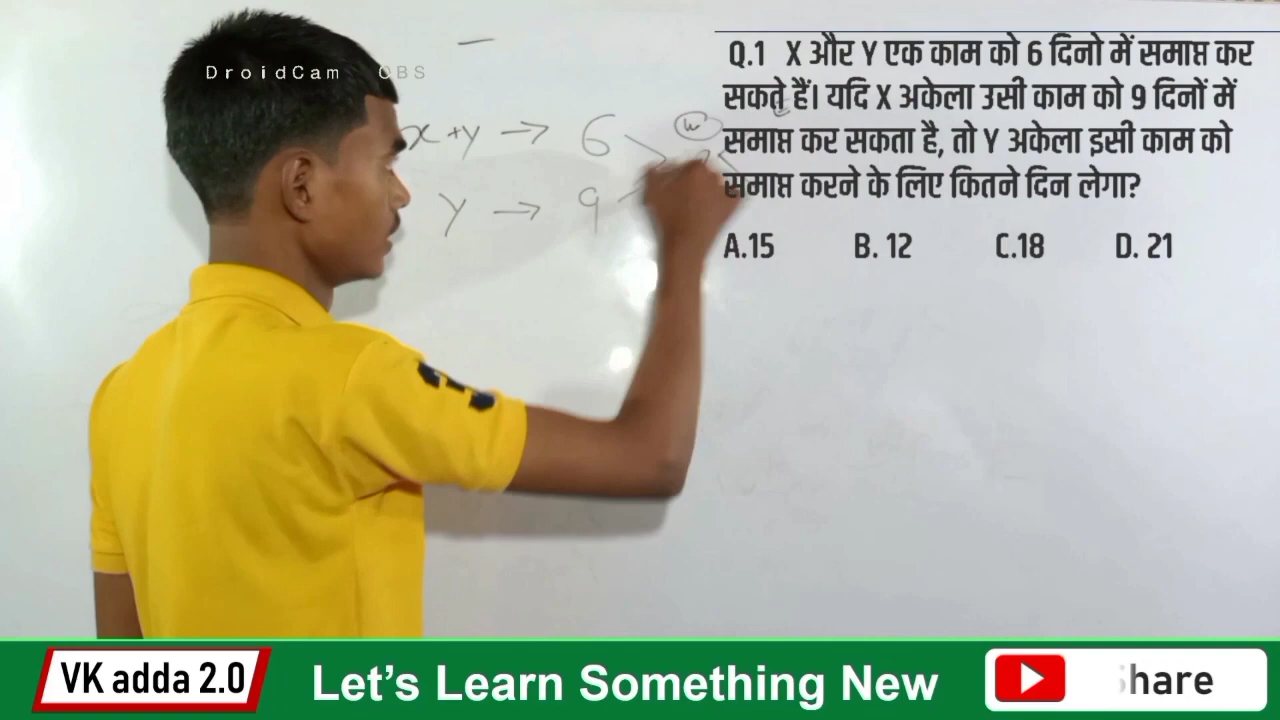 DroidCam OBS
Q.1 X और Y एक काम को 6 दिनो में समाप्त कर
सकते हैं। यदि X अकेला उसी काम को 9 दिनों में
समाप्त कर सकता है, तो Y अकेला इसी काम को
समाप्त करने के लिए कितने दिन लेगा?
A.15 B. 12 C.18 D. 21
x+y → 6
y → 9
W
VK adda 2.0
Let's Learn Something New
hare